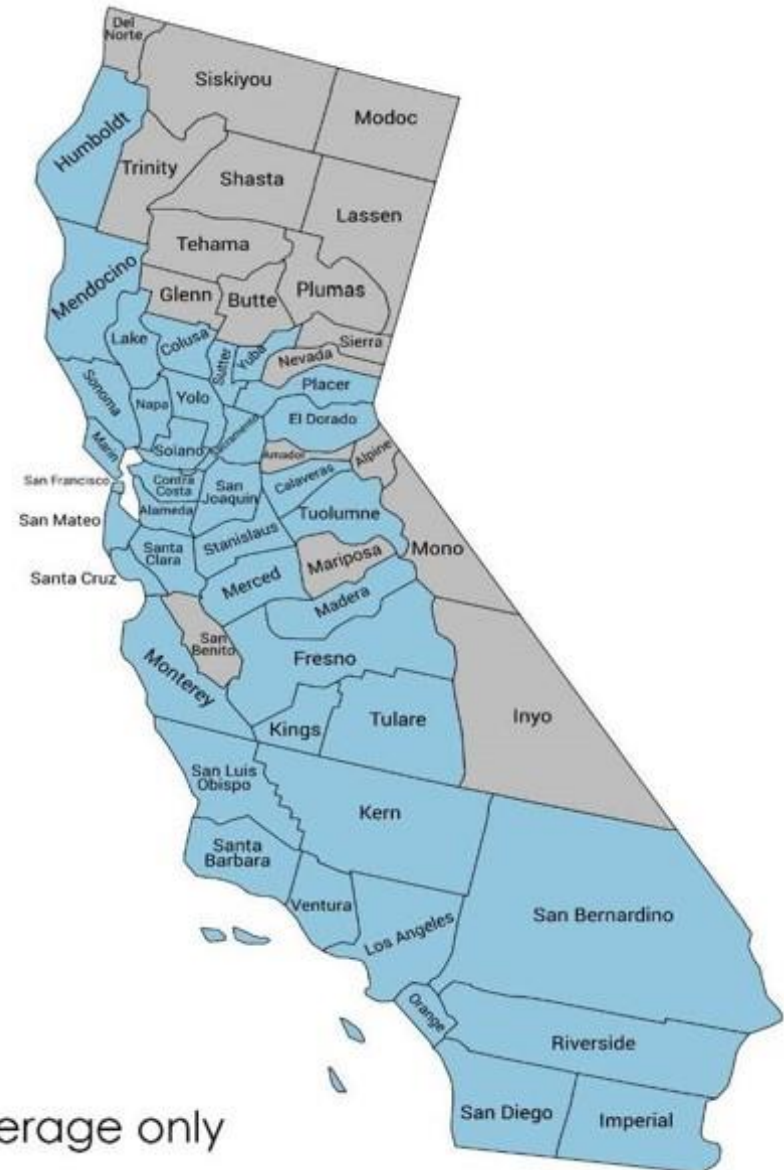 Del
Norte
Siskiyou
Modoc
Humboldt
Trinity
Shasta
Lassen
Tehama
Mendocino
Glenn
Butte
Plumas
Lake
Colusa
Sutter
Yuba
Nevada
Sierra
Placer
Sonoma
Napa
Yolo
El Dorado
Marin
Solano
Sacramento
Amador
Alpine
San Francisco
Contra
Costa
San
Joaquin
Calaveras
San Mateo
Alameda
Tuolumne
Santa Cruz
Santa
Clara
Stanislaus
Mariposa
Mono
Merced
Madera
San
Benito
Monterey
Fresno
Kings
Tulare
Inyo
San Luis
Obispo
Kern
Santa
Barbara
Ventura
Los Angeles
San Bernardino
Orange
Riverside
San Diego
Imperial
erage only